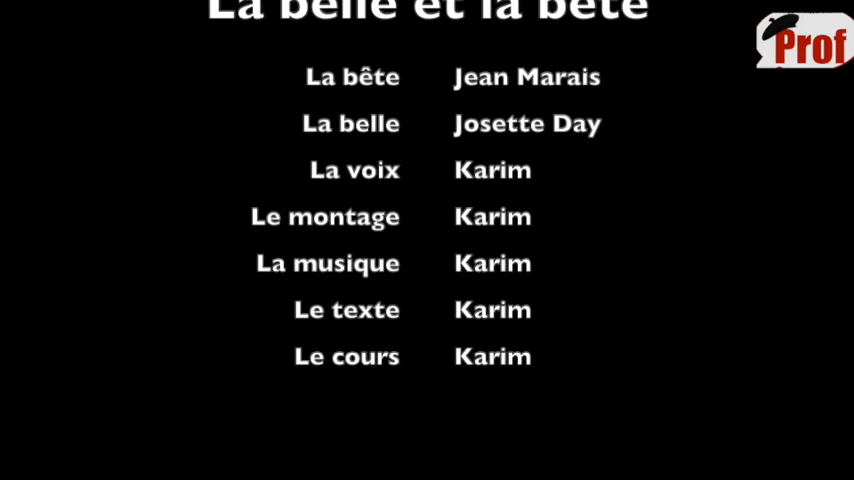 La belle et la bête
Prof
La bête Jean Marais
La belle Josette Day
La voix Karim
Le montage Karim
La musique Karim
Le texte Karim
Le cours Karim